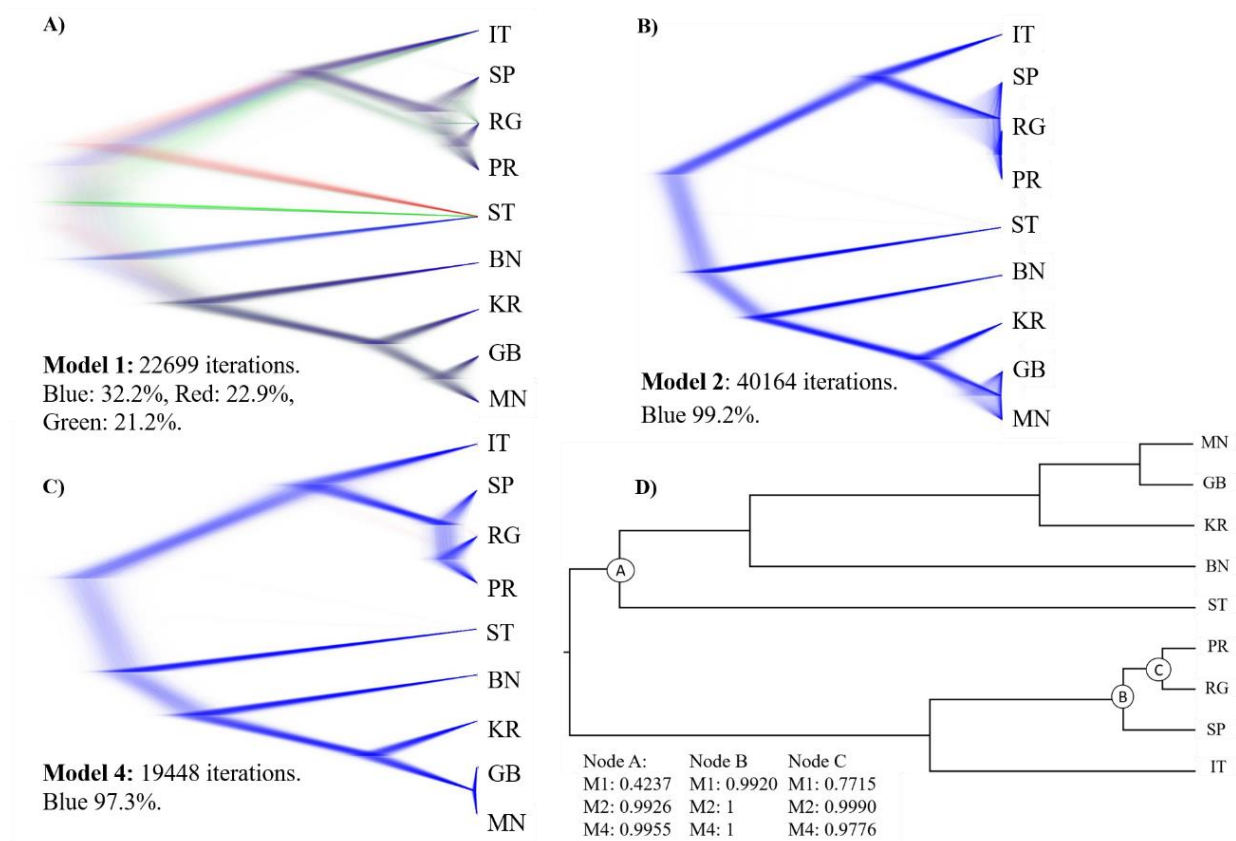 A)
IT
SP
RG
PR
ST
BN
KR
GB
MN
Model 1: 22699 iterations.
Blue: 32.2%, Red: 22.9%,
Green: 21.2%.
B)
IT
SP
RG
PR
ST
BN
KR
GB
MN
Model 2: 40164 iterations.
Blue 99.2%.
C)
IT
SP
RG
PR
ST
BN
KR
GB
MN
Model 4: 19448 iterations.
Blue 97.3%.
D)
MN
GB
KR
BN
ST
PR
RG
SP
IT
A
B
C
Node A: Node B Node C
M1: 0.4237 M1: 0.9920 M1: 0.7715
M2: 0.9926 M2: 1 M2: 0.9990
M4: 0.9955 M4: 1 M4: 0.9776